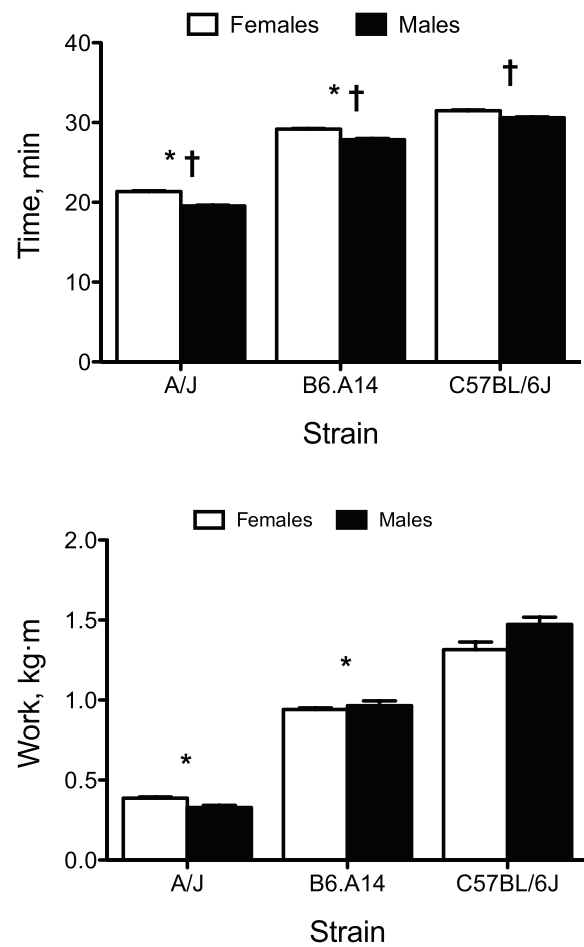 Females Males
40
30
20
10
0
Time, min
* †
* †
†
A/J B6.A14 C57BL/6J
Strain
Females Males
2.0
1.5
1.0
0.5
0.0
Work, kg·m
*
*
A/J B6.A14 C57BL/6J
Strain